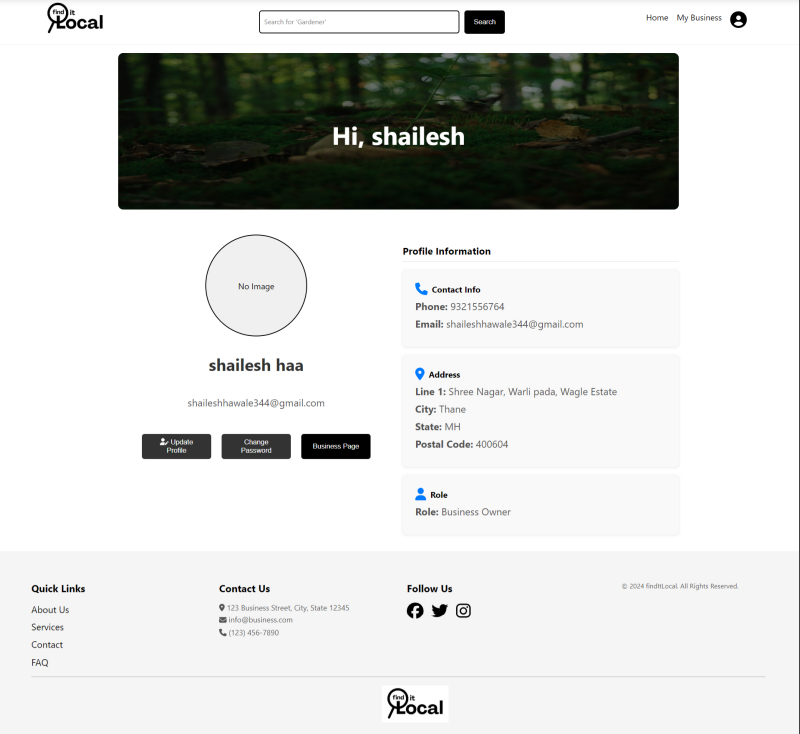 find it
Local
Search for 'Gardener'
Search
Home
My Business
Hi, shailesh
No Image
shailesh haa
shaileshhawale344@gmail.com
Update
Profile
Change
Password
Business Page
Profile Information
Contact Info
Phone: 9321556764
Email: shaileshhawale344@gmail.com
Address
Line 1: Shree Nagar, Warli pada, Wagle Estate
City: Thane
State: MH
Postal Code: 400604
Role
Role: Business Owner
Quick Links
About Us
Services
Contact
FAQ
Contact Us
123 Business Street, City, State 12345
info@business.com
(123) 456-7890
Follow Us
© 2024 findItLocal. All Rights Reserved.
find it
Local